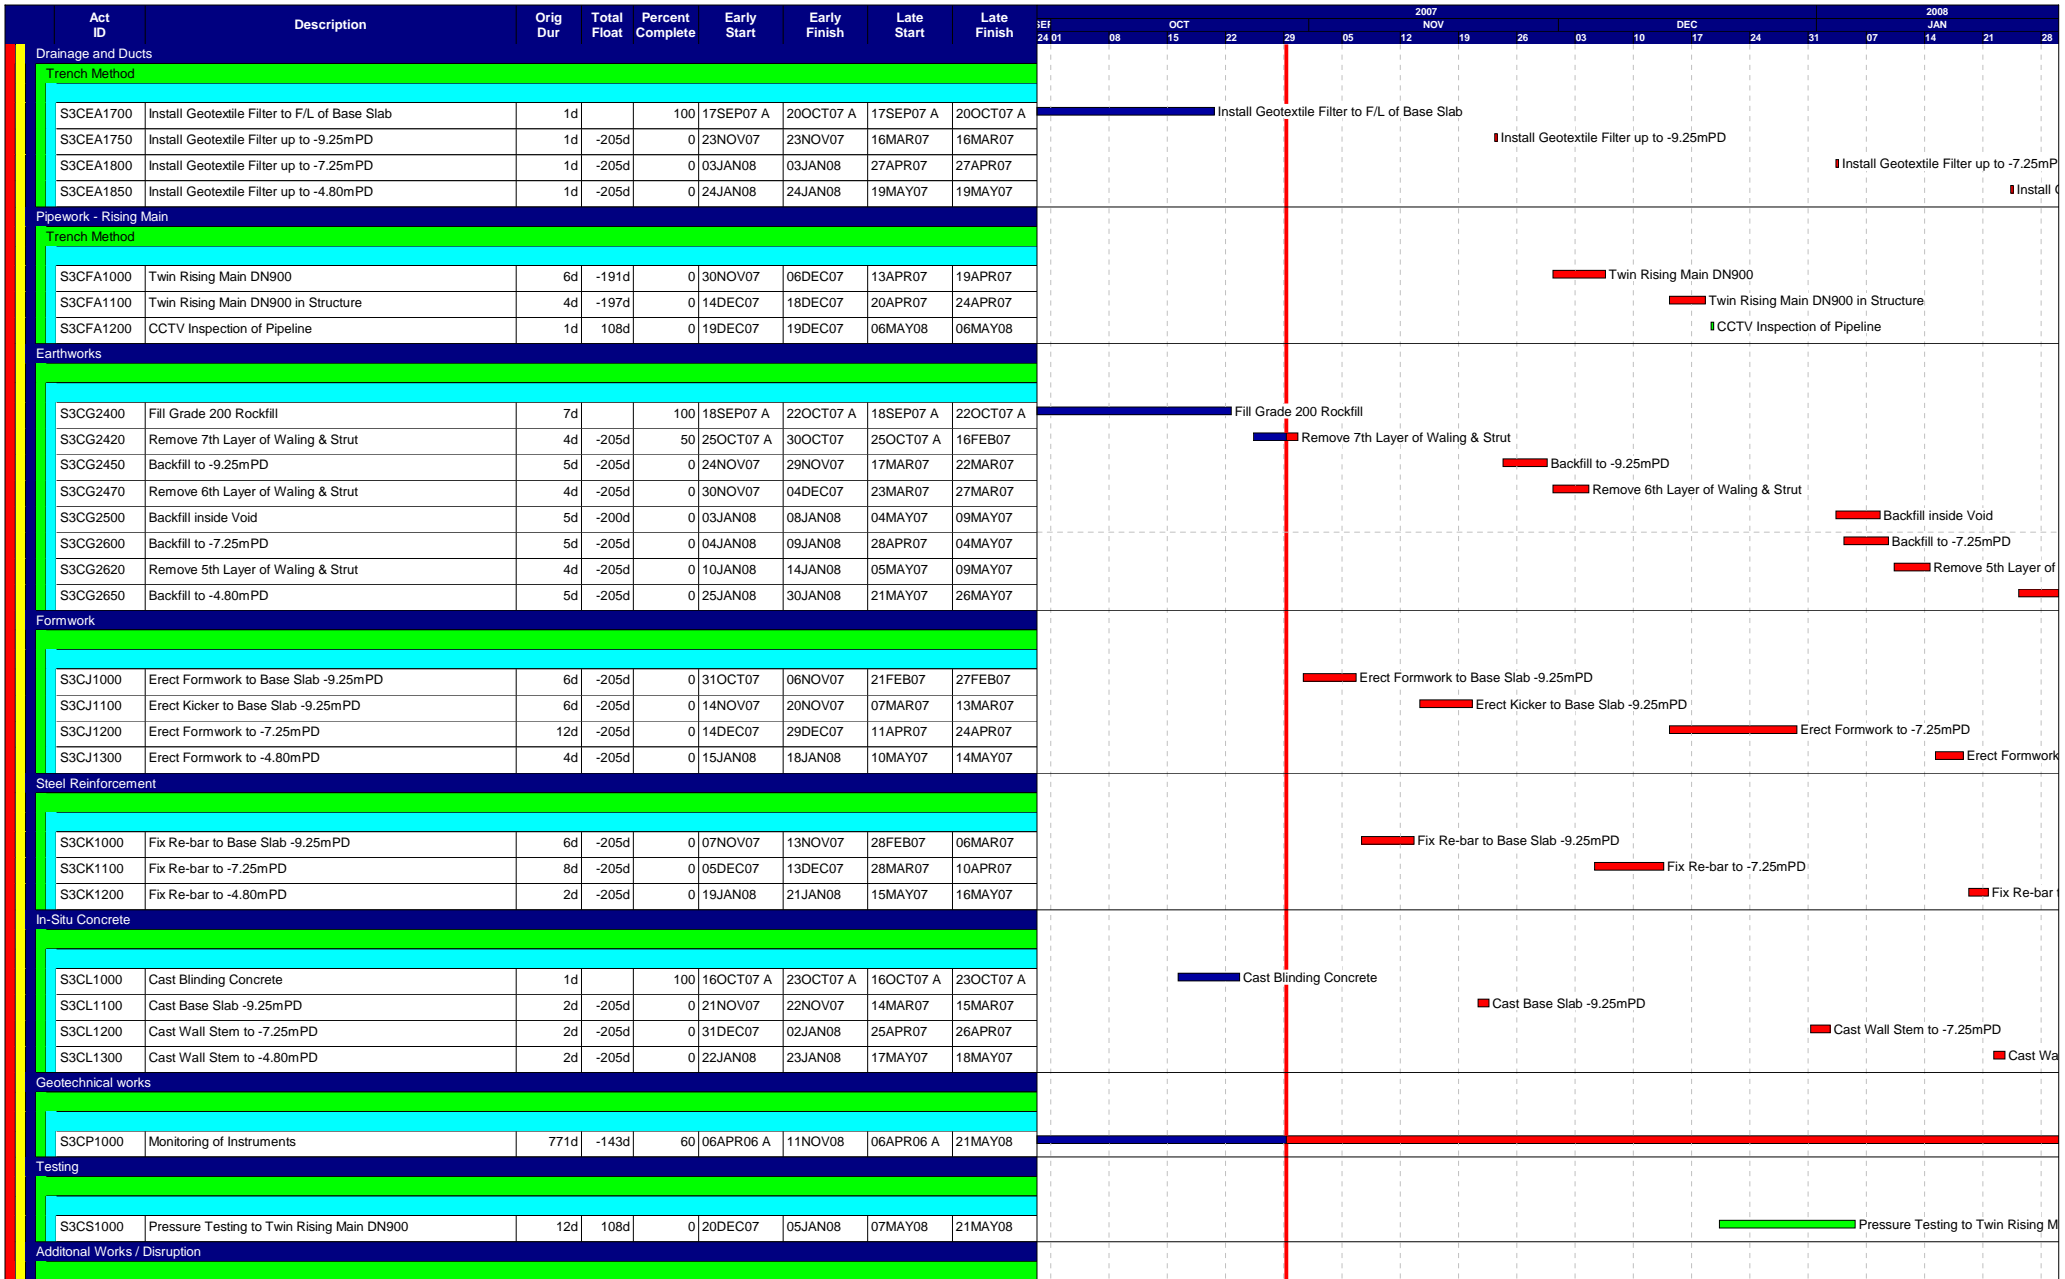 Act ID Description Orig Dur Total Float Percent Complete Early Start Early Finish Late Start Late Finish
2007 2008
OCT NOV DEC JAN
24 01 08 15 22 29 05 12 19 26 03 10 17 24 31 07 14 21 28
Drainage and Ducts
Trench Method
S3CEA1700 Install Geotextile Filter to F/L of Base Slab 1d 100 17SEP07 A 20OCT07 A 17SEP07 A 20OCT07 A Install Geotextile Filter to F/L of Base Slab
S3CEA1750 Install Geotextile Filter up to -9.25mPD 1d -205d 0 23NOV07 23NOV07 16MAR07 16MAR07 Install Geotextile Filter up to -9.25mPD
S3CEA1800 Install Geotextile Filter up to -7.25mPD 1d -205d 0 03JAN08 03JAN08 27APR07 27APR07 Install Geotextile Filter up to -7.25mP
S3CEA1850 Install Geotextile Filter up to -4.80mPD 1d -205d 0 24JAN08 24JAN08 19MAY07 19MAY07 Install
Pipework - Rising Main
Trench Method
S3CFA1000 Twin Rising Main DN900 6d -191d 0 30NOV07 06DEC07 13APR07 19APR07 Twin Rising Main DN900
S3CFA1100 Twin Rising Main DN900 in Structure 4d -197d 0 14DEC07 18DEC07 20APR07 24APR07 Twin Rising Main DN900 in Structure
S3CFA1200 CCTV Inspection of Pipeline 1d 108d 0 19DEC07 19DEC07 06MAY08 06MAY08 CCTV Inspection of Pipeline
Earthworks
S3CG2400 Fill Grade 200 Rockfill 7d 100 18SEP07 A 22OCT07 A 18SEP07 A 22OCT07 A Fill Grade 200 Rockfill
S3CG2420 Remove 7th Layer of Waling & Strut 4d -205d 50 25OCT07 A 30OCT07 25OCT07 A 16FEB07 Remove 7th Layer of Waling & Strut
S3CG2450 Backfill to -9.25mPD 5d -205d 0 24NOV07 29NOV07 17MAR07 22MAR07 Backfill to -9.25mPD
S3CG2470 Remove 6th Layer of Waling & Strut 4d -205d 0 30NOV07 04DEC07 23MAR07 27MAR07 Remove 6th Layer of Waling & Strut
S3CG2500 Backfill inside Void 5d -200d 0 03JAN08 08JAN08 04MAY07 09MAY07 Backfill inside Void
S3CG2600 Backfill to -7.25mPD 5d -205d 0 04JAN08 09JAN08 28APR07 04MAY07 Backfill to -7.25mPD
S3CG2620 Remove 5th Layer of Waling & Strut 4d -205d 0 10JAN08 14JAN08 05MAY07 09MAY07 Remove 5th Layer of
S3CG2650 Backfill to -4.80mPD 5d -205d 0 25JAN08 30JAN08 21MAY07 26MAY07
Formwork
S3CJ1000 Erect Formwork to Base Slab -9.25mPD 6d -205d 0 31OCT07 06NOV07 21FEB07 27FEB07 Erect Formwork to Base Slab -9.25mPD
S3CJ1100 Erect Kicker to Base Slab -9.25mPD 6d -205d 0 14NOV07 20NOV07 07MAR07 13MAR07 Erect Kicker to Base Slab -9.25mPD
S3CJ1200 Erect Formwork to -7.25mPD 12d -205d 0 14DEC07 29DEC07 11APR07 24APR07 Erect Formwork to -7.25mPD
S3CJ1300 Erect Formwork to -4.80mPD 4d -205d 0 15JAN08 18JAN08 10MAY07 14MAY07 Erect Formwork
Steel Reinforcement
S3CK1000 Fix Re-bar to Base Slab -9.25mPD 6d -205d 0 07NOV07 13NOV07 28FEB07 06MAR07 Fix Re-bar to Base Slab -9.25mPD
S3CK1100 Fix Re-bar to -7.25mPD 8d -205d 0 05DEC07 13DEC07 28MAR07 10APR07 Fix Re-bar to -7.25mPD
S3CK1200 Fix Re-bar to -4.80mPD 2d -205d 0 19JAN08 21JAN08 15MAY07 16MAY07 Fix Re-bar
In-Situ Concrete
S3CL1000 Cast Blinding Concrete 1d 100 16OCT07 A 23OCT07 A 16OCT07 A 23OCT07 A Cast Blinding Concrete
S3CL1100 Cast Base Slab -9.25mPD 2d -205d 0 21NOV07 22NOV07 14MAR07 15MAR07 Cast Base Slab -9.25mPD
S3CL1200 Cast Wall Stem to -7.25mPD 2d -205d 0 31DEC07 02JAN08 25APR07 26APR07 Cast Wall Stem to -7.25mPD
S3CL1300 Cast Wall Stem to -4.80mPD 2d -205d 0 22JAN08 23JAN08 17MAY07 18MAY07 Cast Wa
Geotechnical works
S3CP1000 Monitoring of Instruments 771d -143d 60 06APR06 A 11NOV08 06APR06 A 21MAY08
Testing
S3CS1000 Pressure Testing to Twin Rising Main DN900 12d 108d 0 20DEC07 05JAN08 07MAY08 21MAY08 Pressure Testing to Twin Rising M
Additonal Works / Disruption